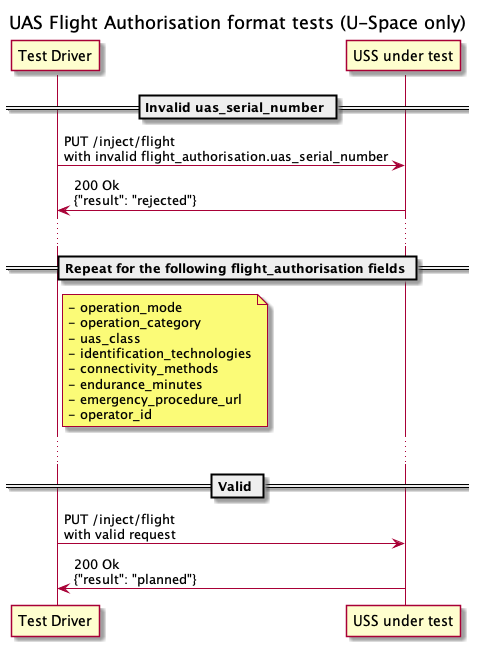 UAS Flight Authorisation format tests (U-Space only)
Test Driver
USS under test
Invalid uas_serial_number
PUT /inject/flight
with invalid flight_authorisation.uas_serial_number
200 Ok
{"result": "rejected"}
Repeat for the following flight_authorisation fields
- operation_mode
- operation_category
- uas_class
- identification_technologies
- connectivity_methods
- endurance_minutes
- emergency_procedure_url
- operator_id
Valid
PUT /inject/flight
with valid request
200 Ok
{"result": "planned"}
Test Driver
USS under test